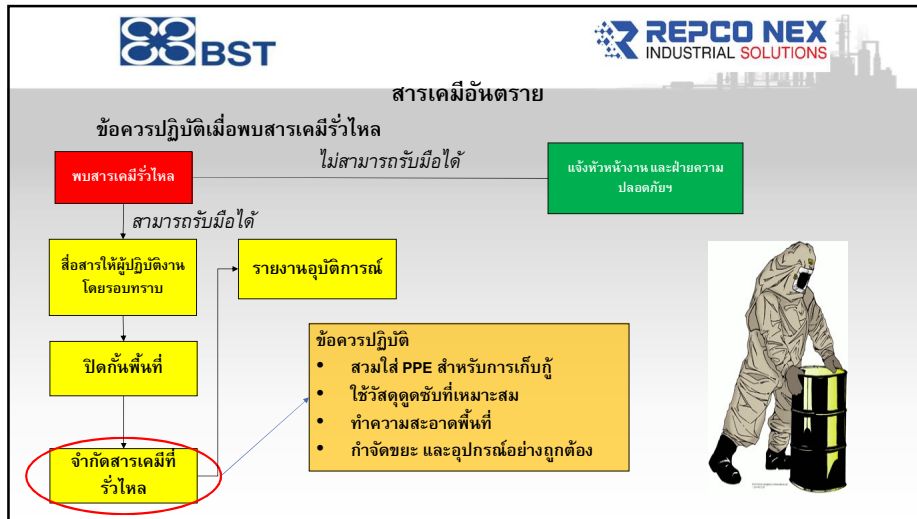 BST
REPCO NEX
INDUSTRIAL SOLUTIONS
สารเคมีอันตราย
ข้อควรปฏิบัติเมื่อพบสารเคมีรั่วไหล
พบสารเคมีรั่วไหล
ไม่สามารถรับมือได้
แจ้งหัวหน้างาน และฝ่ายความ
ปลอดภัยฯ
สามารถรับมือได้
สื่อสารให้ผู้ปฏิบัติงาน
โดยรอบทราบ
รายงานอุบัติการณ์
ปิดกั้นพื้นที่
จำกัดสารเคมีที่
รั่วไหล
ข้อควรปฏิบัติ
• สวมใส่ PPE สำหรับการเก็บกู้
• ใช้วัสดุดูดซับที่เหมาะสม
• ทำความสะอาดพื้นที่
• กำจัดขยะ และอุปกรณ์อย่างถูกต้อง